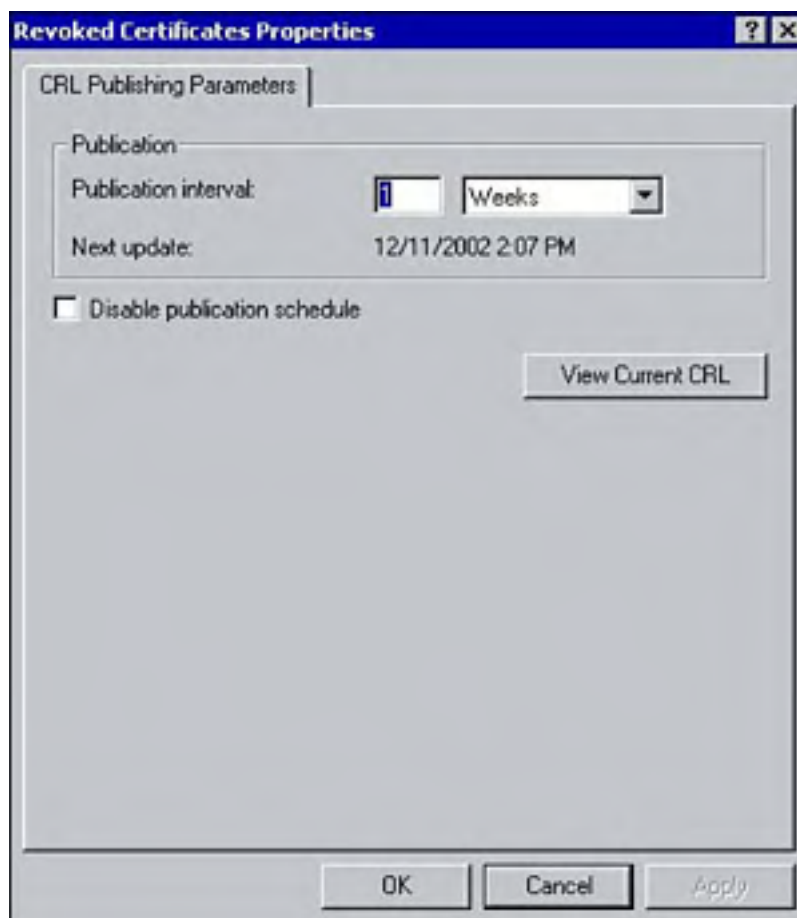 Revoked Certificates Properties
CRL Publishing Parameters
Publication
Publication interval: 1 Weeks
Next update: 12/11/2002 2:07 PM
Disable publication schedule
View Current CRL
OK Cancel Apply